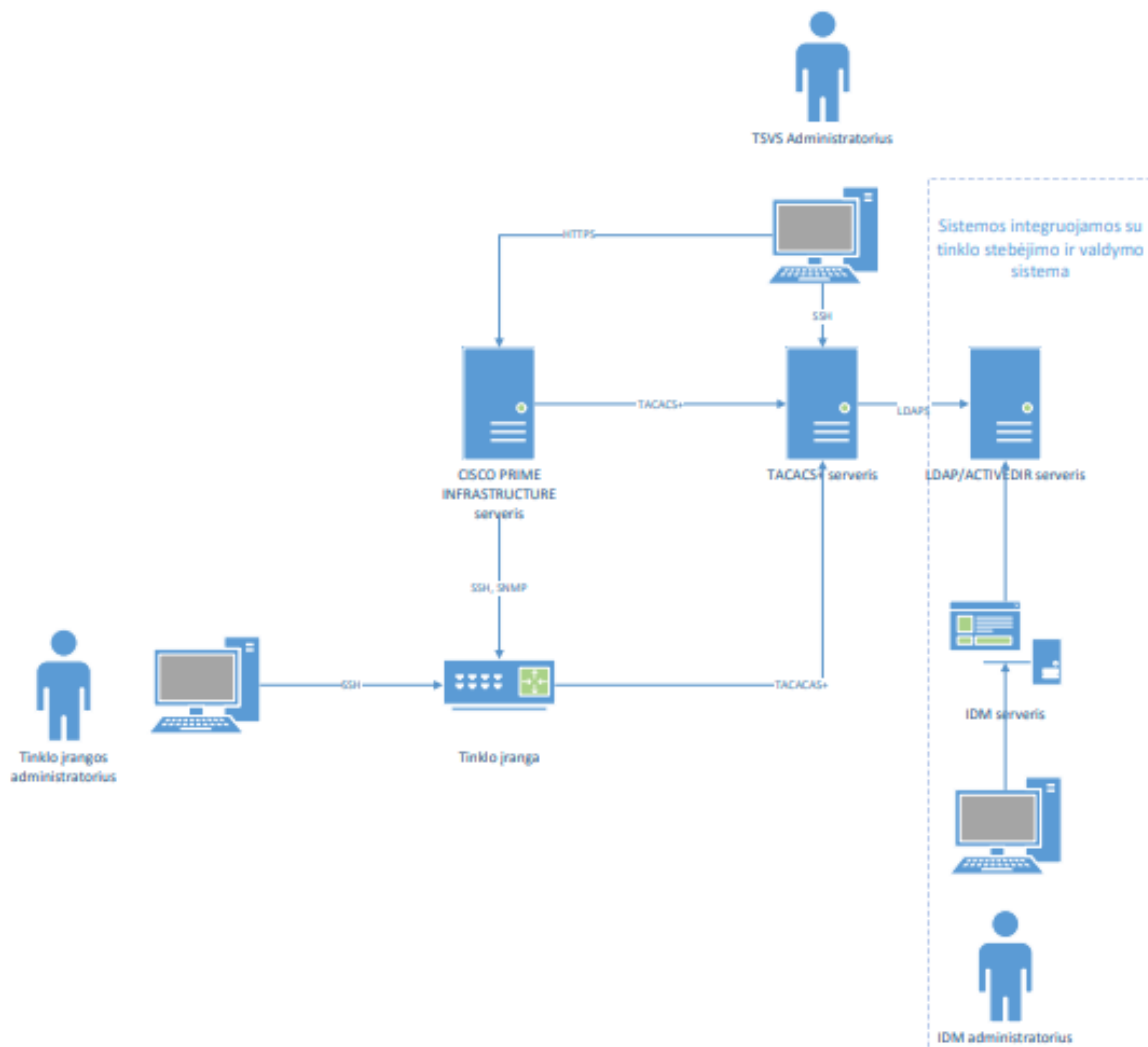 TSVS Administratorius
Sistemos integruojamos su
tinklo stebėjimo ir valdymo
sistema
HTTPS
SSH
TACACS+
LDAPS
CISCO PRIME
INFRASTRUCTURE
serveris
TACACS+ serveris
LDAP/ACTIVEDIR serveris
SSH, SNMP
SSH
TACACAS+
IDM serveris
Tinklo įrangos
administratorius
Tinklo įranga
IDM administratorius